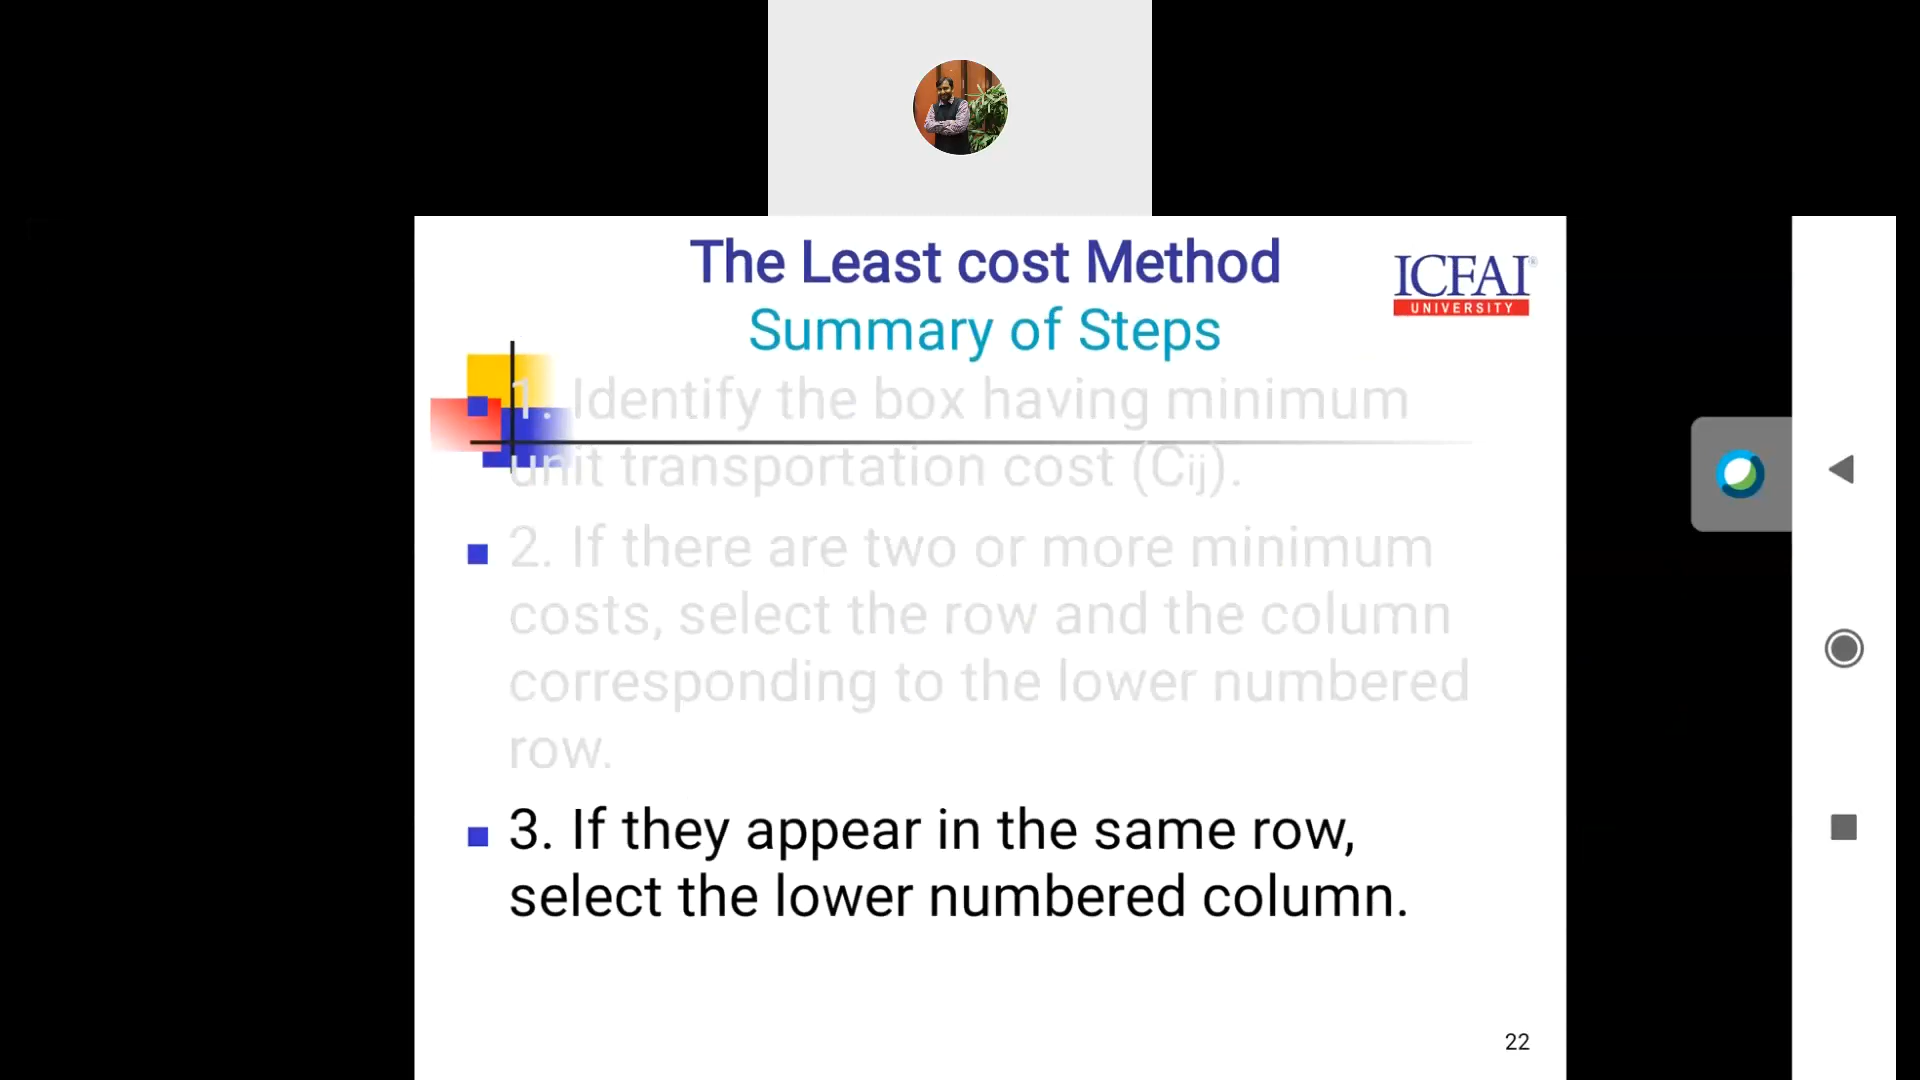 The Least cost Method
Summary of Steps
ICFAI®
UNIVERSITY
1. Identify the box having minimum
unit transportation cost (Cij).
2. If there are two or more minimum
costs, select the row and the column
corresponding to the lower numbered
row.
3. If they appear in the same row,
select the lower numbered column.
22